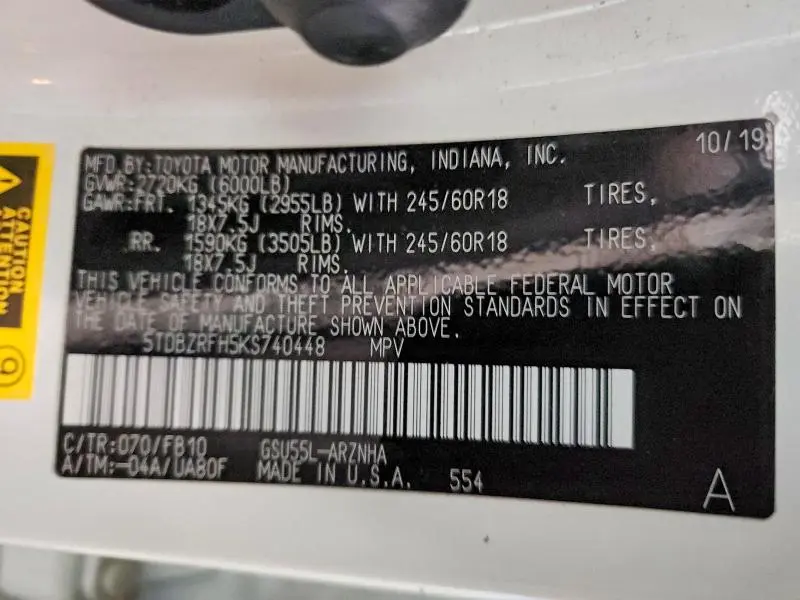 MFD.BY:TOYOTA MOTOR MANUFACTURING, INDIANA, INC. 10/19
GVWR:2720KG (6000LB)
GAWR:FRT. 1345KG (2955LB) WITH 245/60R18 TIRES,
18X7.5J RIMS.
RR. 1590KG (3505LB) WITH 245/60R18 TIRES,
18X7.5J RIMS.
THIS VEHICLE CONFORMS TO ALL APPLICABLE FEDERAL MOTOR
VEHICLE SAFETY AND THEFT PREVENTION STANDARDS IN EFFECT ON
THE DATE OF MANUFACTURE SHOWN ABOVE.
5TDBZRFH5KS740448 MPV
C/TR:070/FB10 GSU55L-ARZNHA
A/TM:-04A/UA80F MADE IN U.S.A. 554
A
CAUTION
ATTENTION
9